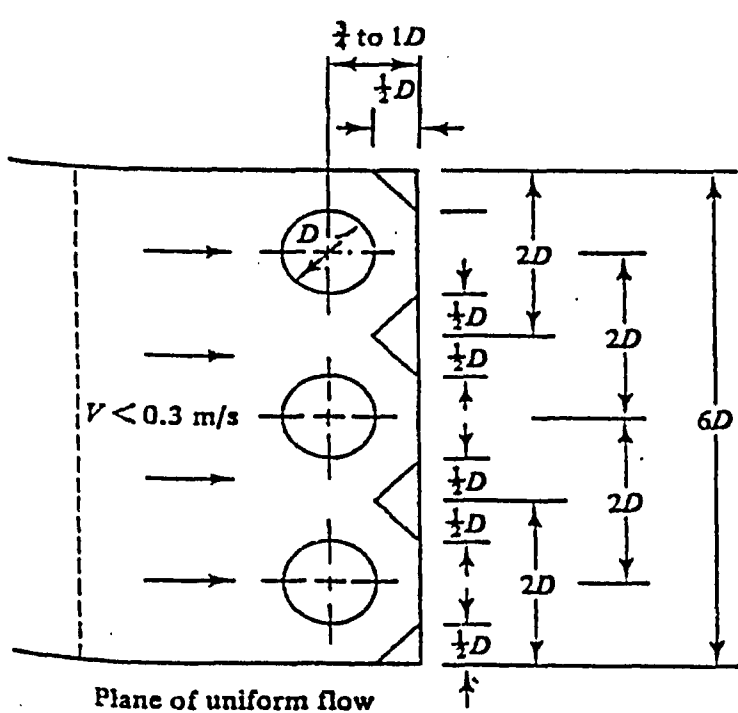 ¾ to 1D
½D
D
2D
½D
2D
½D
V < 0.3 m/s
6D
½D
2D
½D
2D
½D
Plane of uniform flow